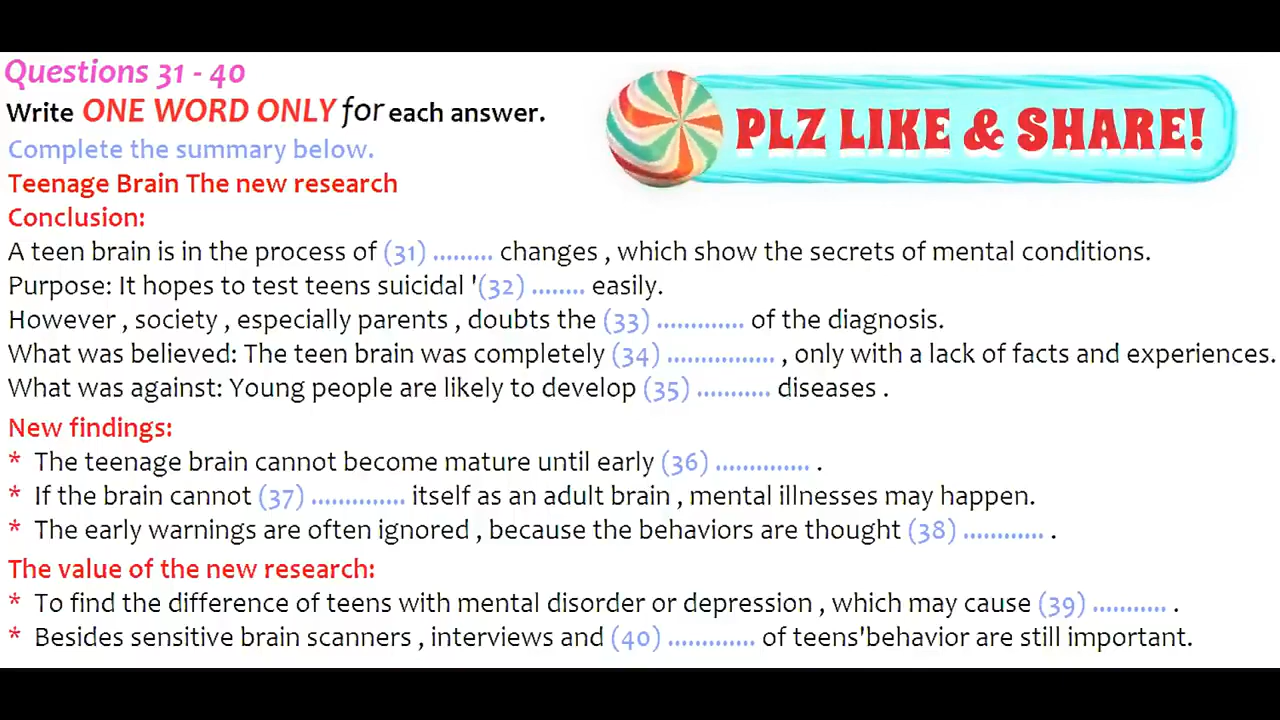 Questions 31 - 40
PLZ LIKE & SHARE!
Write ONE WORD ONLY for each answer.
Complete the summary below.
Teenage Brain The new research
Conclusion:
A teen brain is in the process of (31) ......... changes , which show the secrets of mental conditions.
Purpose: It hopes to test teens suicidal '(32) ........ easily.
However , society , especially parents , doubts the (33) ............. of the diagnosis.
What was believed: The teen brain was completely (34) ................ , only with a lack of facts and experiences.
What was against: Young people are likely to develop (35) ........... diseases .
New findings:
* The teenage brain cannot become mature until early (36) .............. .
* If the brain cannot (37) .............. itself as an adult brain , mental illnesses may happen.
* The early warnings are often ignored , because the behaviors are thought (38) ............ .
The value of the new research:
* To find the difference of teens with mental disorder or depression , which may cause (39) ........... .
* Besides sensitive brain scanners , interviews and (40) ............. of teens'behavior are still important.